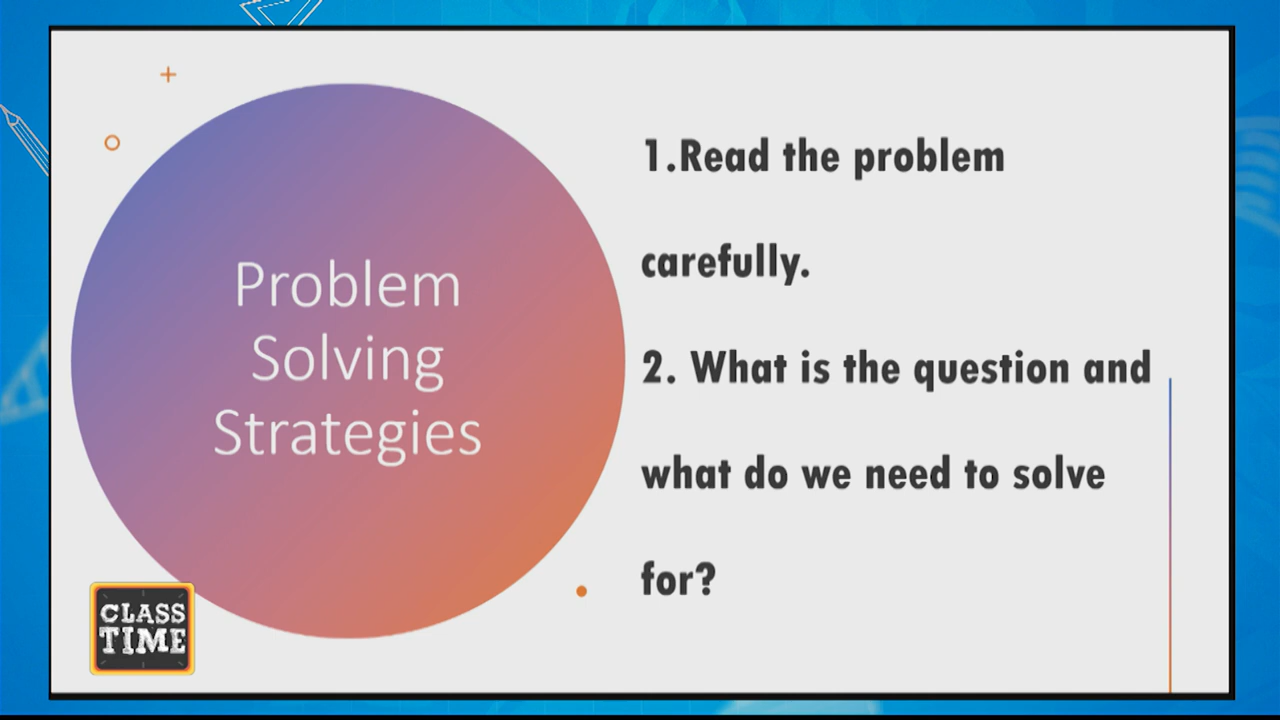 Problem
Solving
Strategies
1.Read the problem
carefully.
2. What is the question and
what do we need to solve
for?
CLASS
TIME